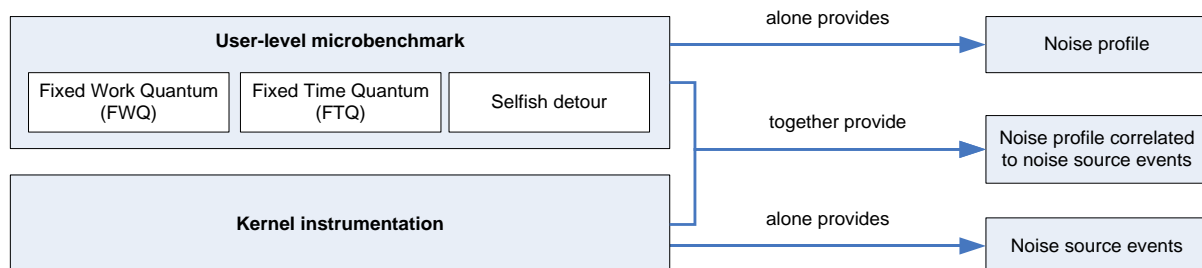 User-level microbenchmark
Fixed Work Quantum
(FWQ)
Fixed Time Quantum
(FTQ)
Selfish detour
Kernel instrumentation
alone provides
together provide
alone provides
Noise profile
Noise profile correlated
to noise source events
Noise source events